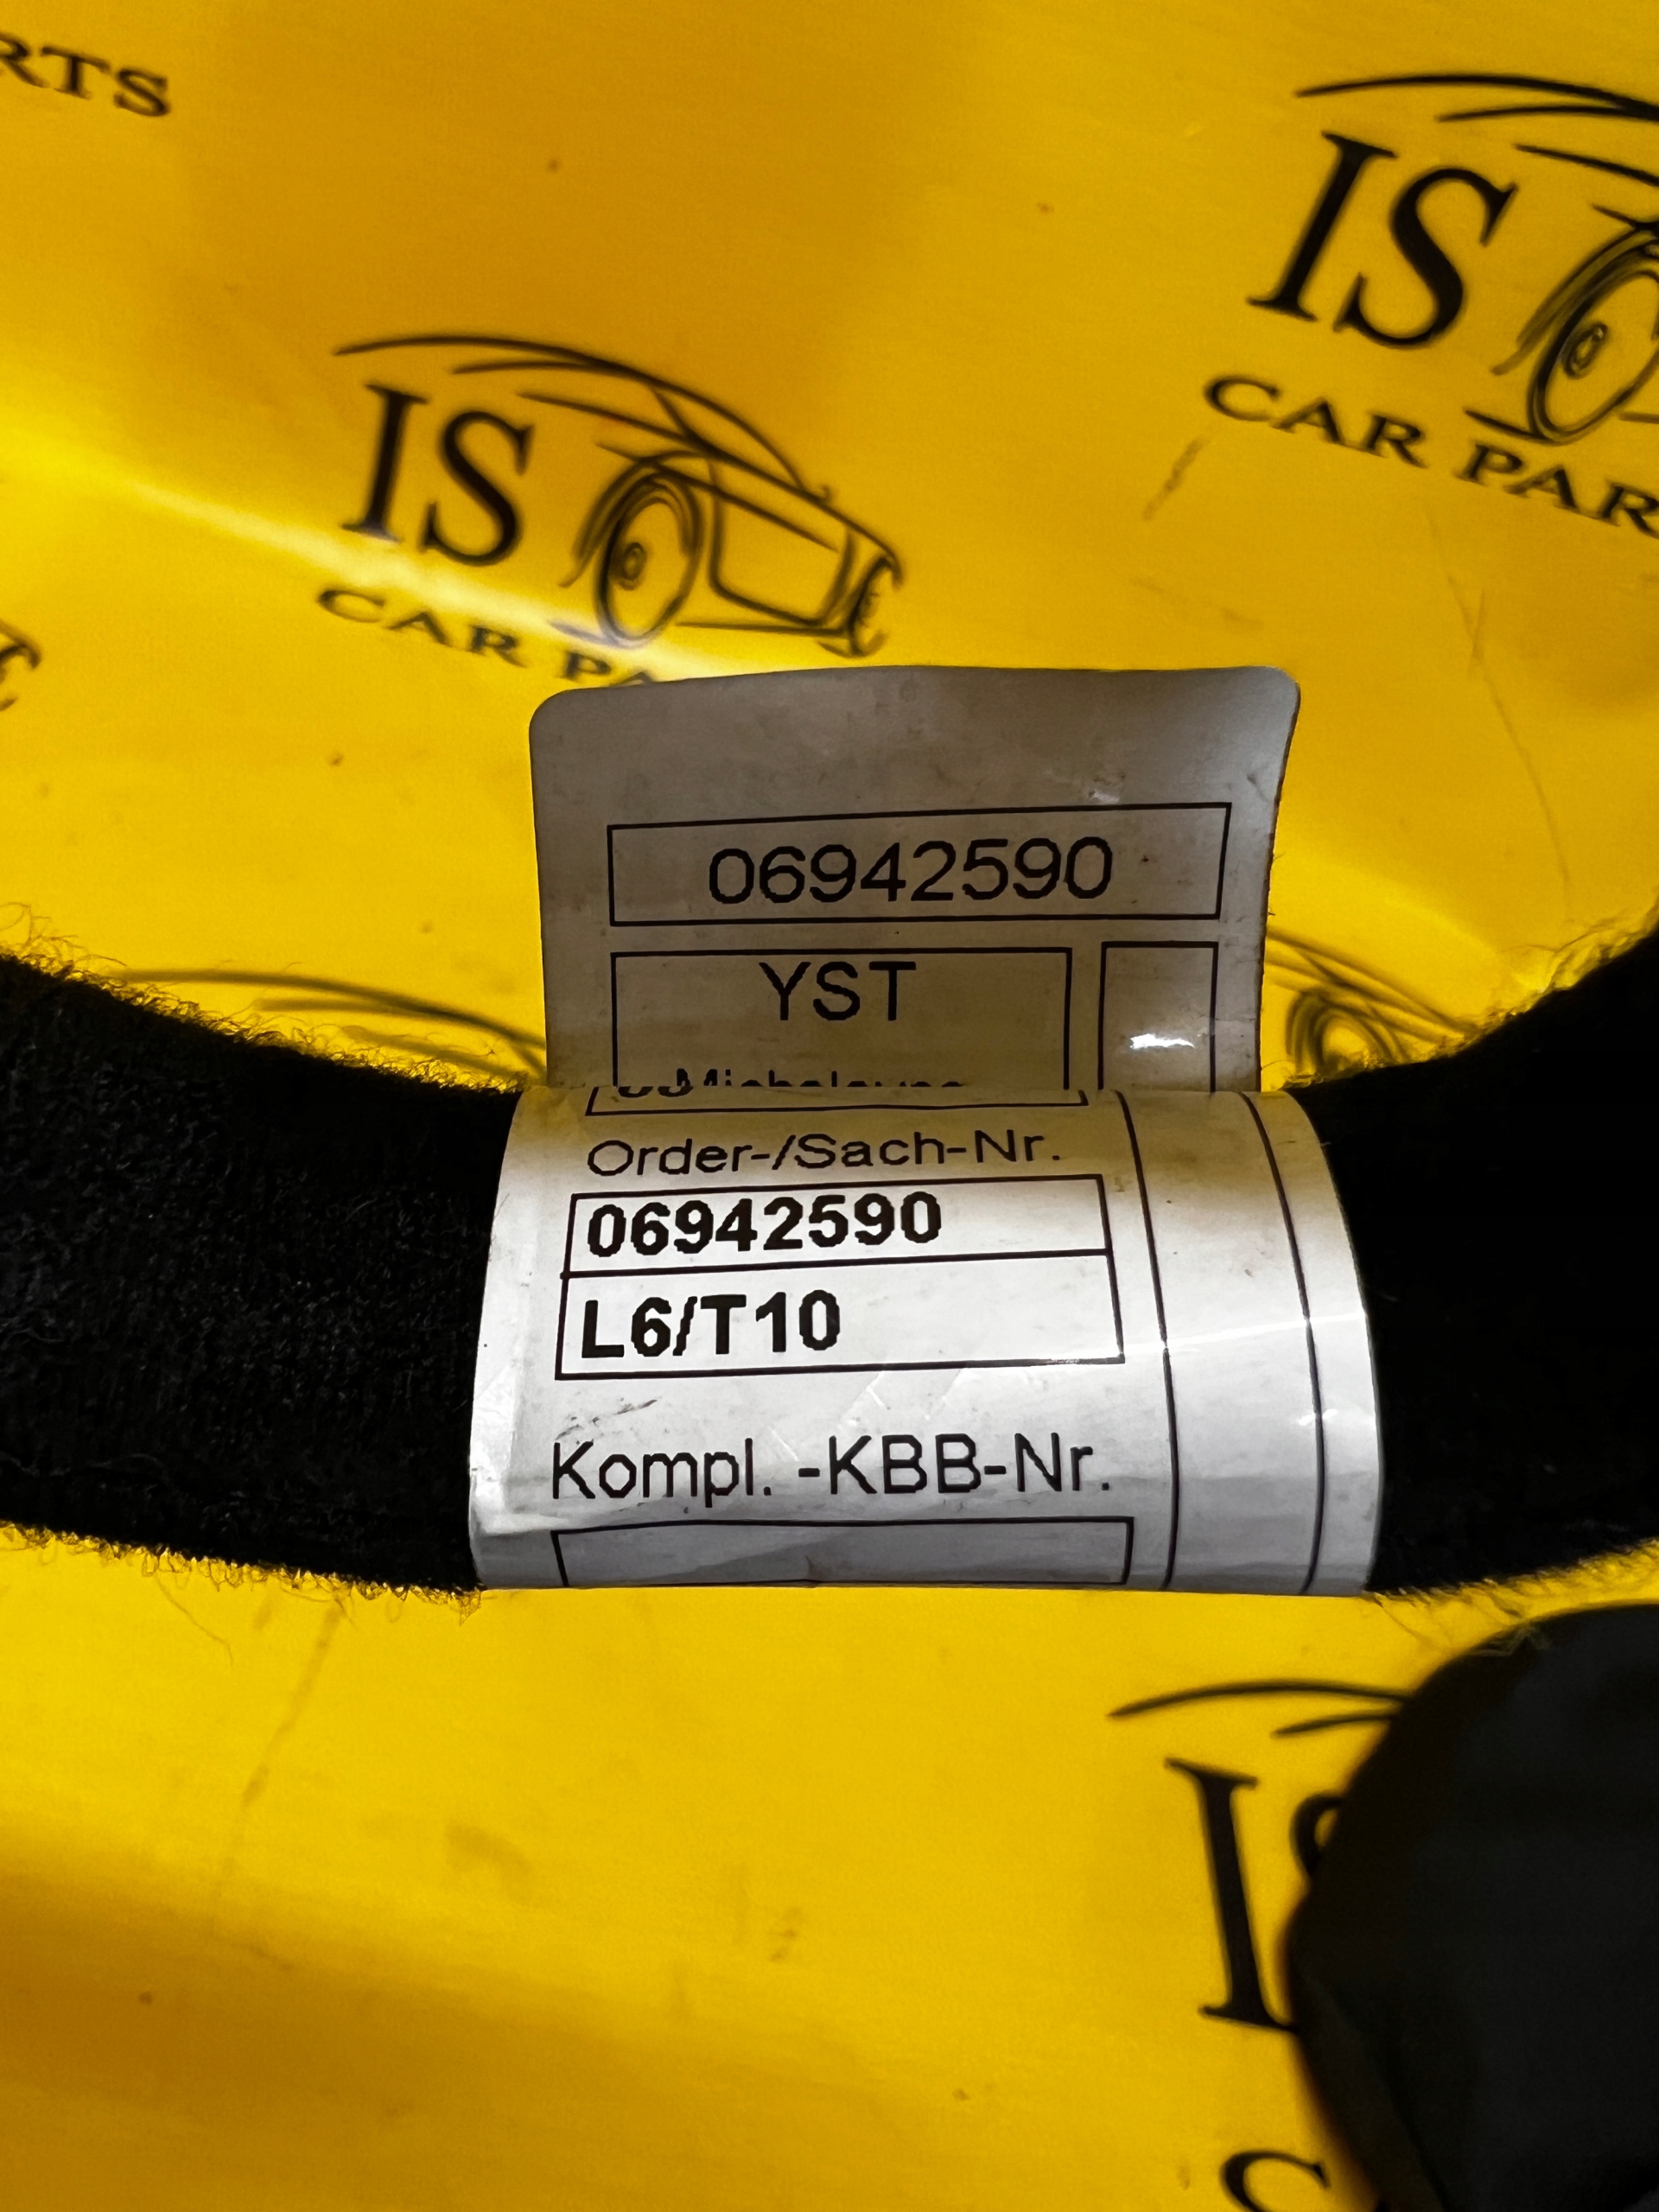 RTS
IS
CAR PAR
IS
CAR PA
06942590
YST
Order-/Sach-Nr.
06942590
L6/T10
Kompl. -KBB-Nr.